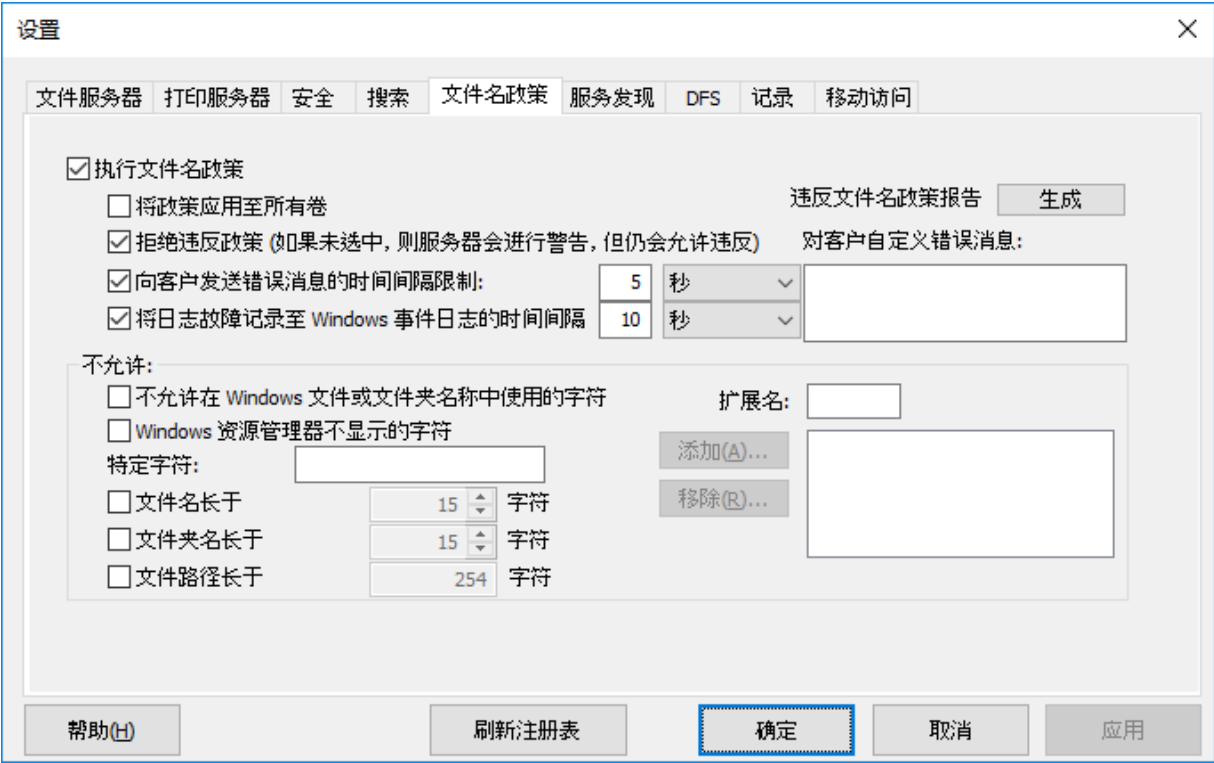 设置
文件服务器 打印服务器 安全 搜索 文件名政策 服务发现 DFS 记录 移动访问
执行文件名政策
将政策应用至所有卷
违反文件名政策报告 生成
拒绝违反政策 (如果未选中, 则服务器会进行警告, 但仍会允许违反) 对客户自定义错误消息:
向客户发送错误消息的时间间隔限制: 5 秒
将日志故障记录至 Windows 事件日志的时间间隔 10 秒
不允许:
不允许在 Windows 文件或文件夹名称中使用的字符 扩展名:
Windows 资源管理器不显示的字符
添加(A)...
特定字符:
文件名长于 15 字符 移除(R)...
文件夹名长于 15 字符
文件路径长于 254 字符
帮助(H) 刷新注册表 确定 取消 应用